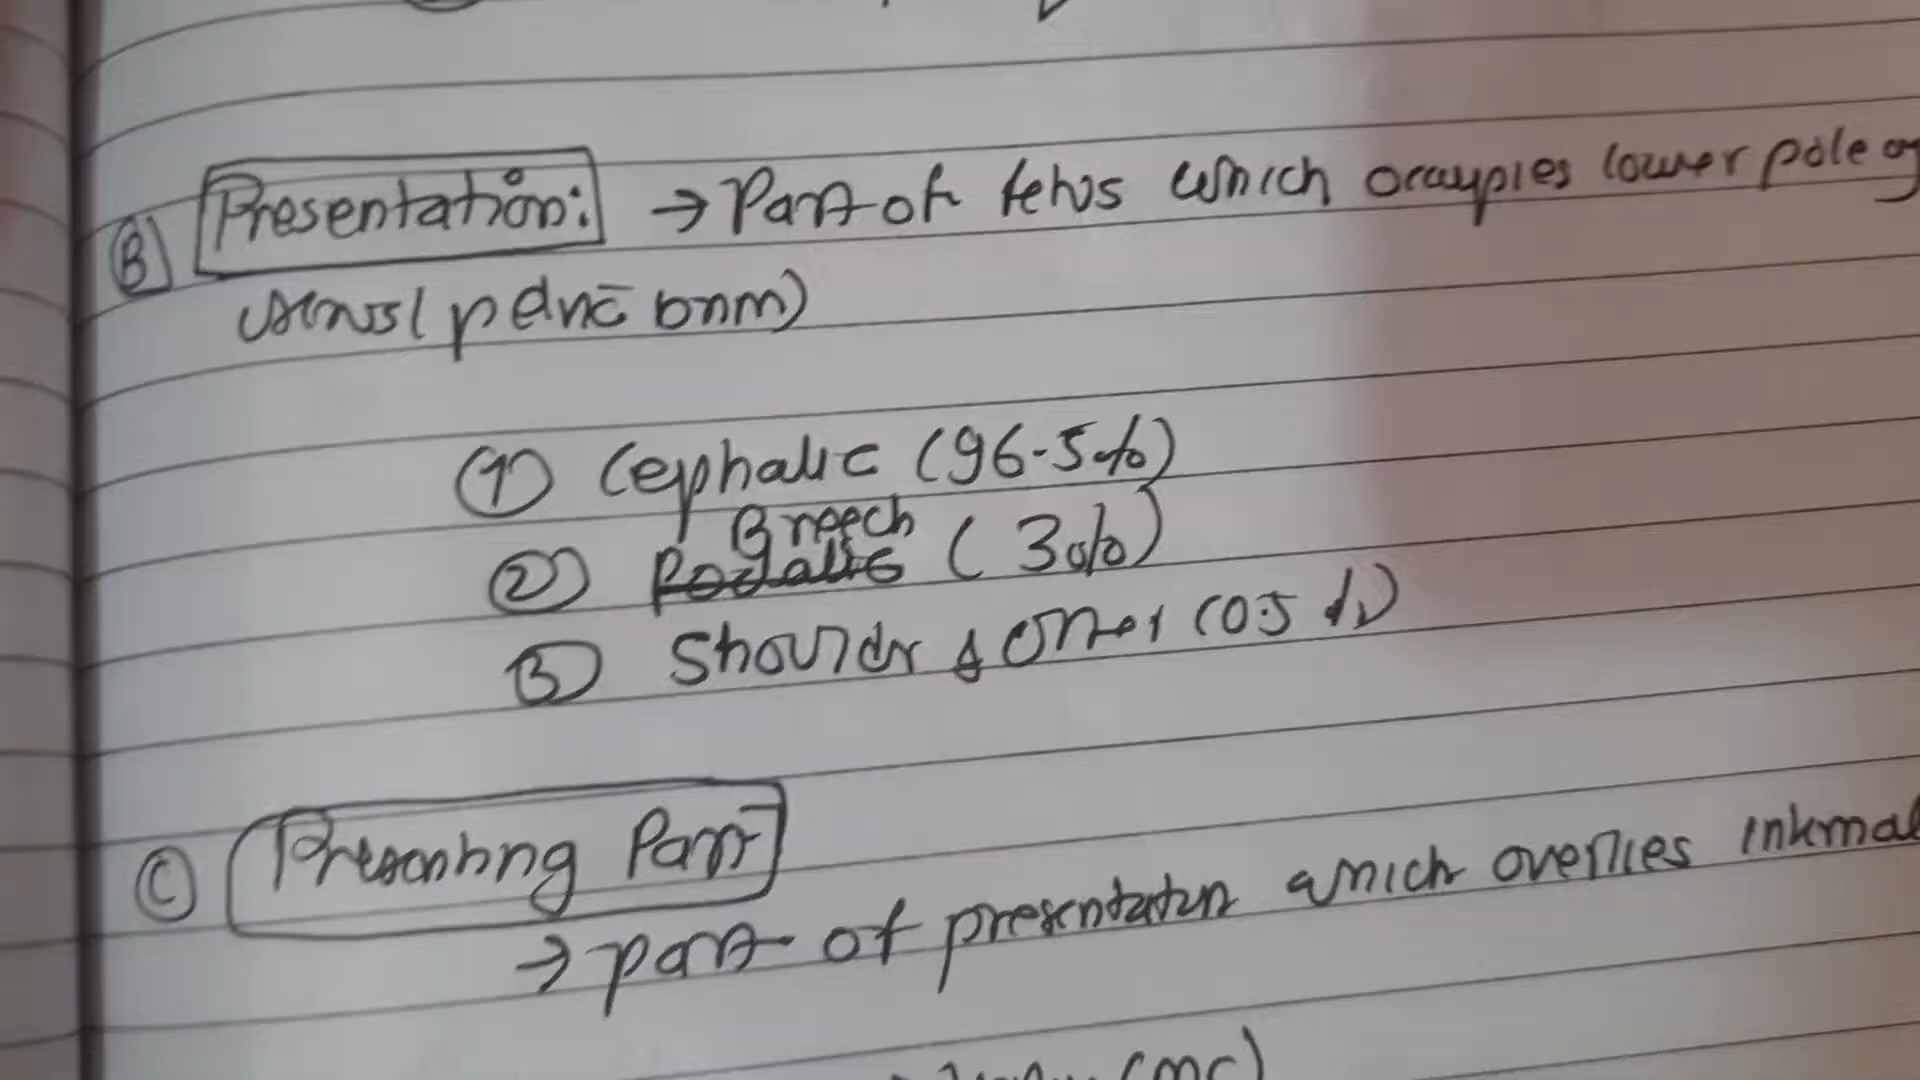 B) Presentation: → Part of fetus which occupies lower pole of
uterus (pelvic brim)
① Cephalic (96.5%)
Breech
② Podalic (3%)
③ Shoulder & other (0.5%)
C Presenting Part
→ part of presentation which overlies internal
(mc)